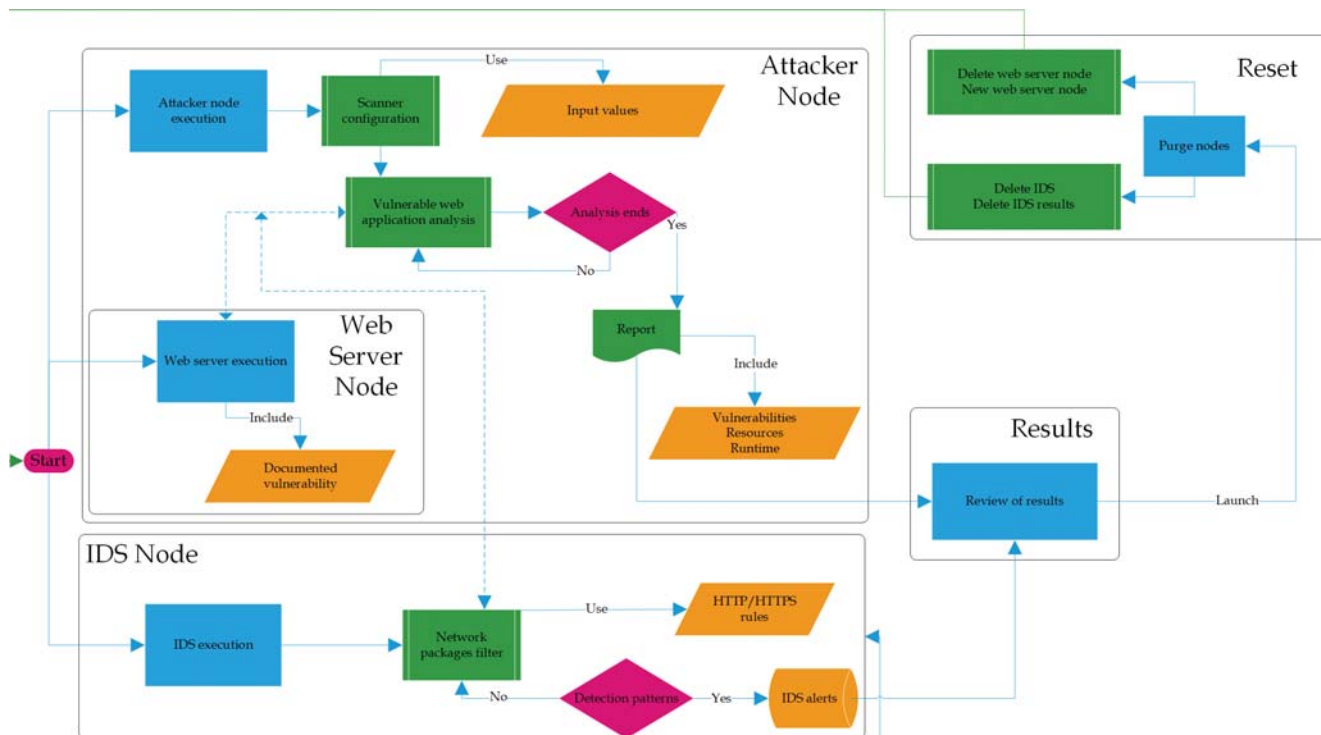 Use
Attacker
Node
Attacker node
execution
Scanner
configuration
Input values
Delete web server node
New web server node
Reset
Purge nodes
Delete IDS
Delete IDS results
Vulnerable web
application analysis
Analysis ends
Yes
No
Web
Server
Node
Web server execution
Include
Documented
vulnerability
Start
Report
Include
Vulnerabilities
Resources
Runtime
Results
Review of results
Launch
IDS Node
IDS execution
Network
packages filter
Use
HTTP/HTTPS
rules
No
Detection patterns
Yes
IDS alerts